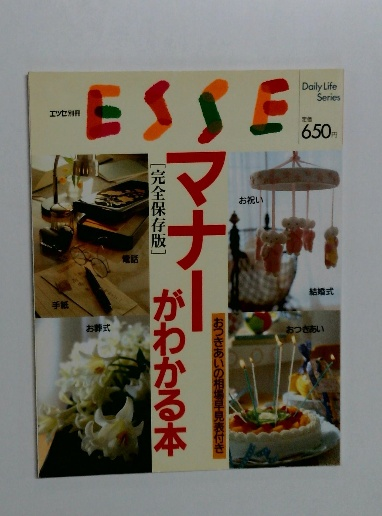 エッセ別冊
ESSE
Daily Life
Series
定価
650円
マナー
がわかる本
[完全保存版]
おつきあいの相場早見表付き
電話
手紙
お祝い
結婚式
お葬式
おつきあい